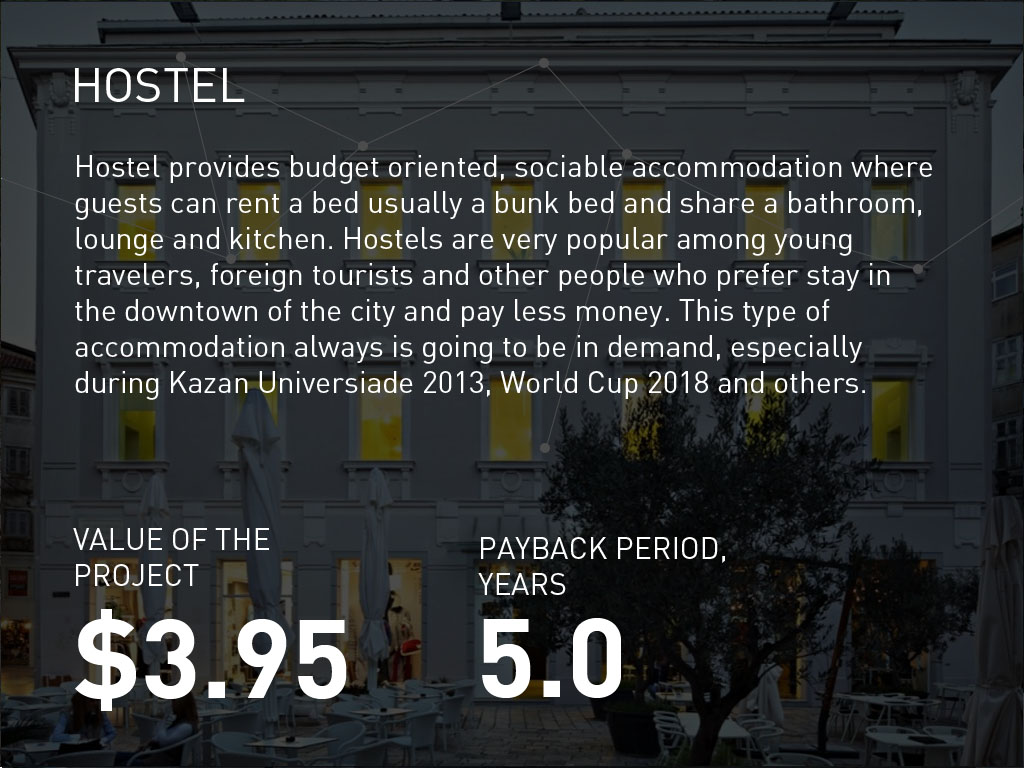 HOSTEL
Hostel provides budget oriented, sociable accommodation where
guests can rent a bed usually a bunk bed and share a bathroom,
lounge and kitchen. Hostels are very popular among young
travelers, foreign tourists and other people who prefer stay in
the downtown of the city and pay less money. This type of
accommodation always is going to be in demand, especially
during Kazan Universiade 2013, World Cup 2018 and others.
VALUE OF THE
PROJECT
$3.95
PAYBACK PERIOD,
YEARS
5.0